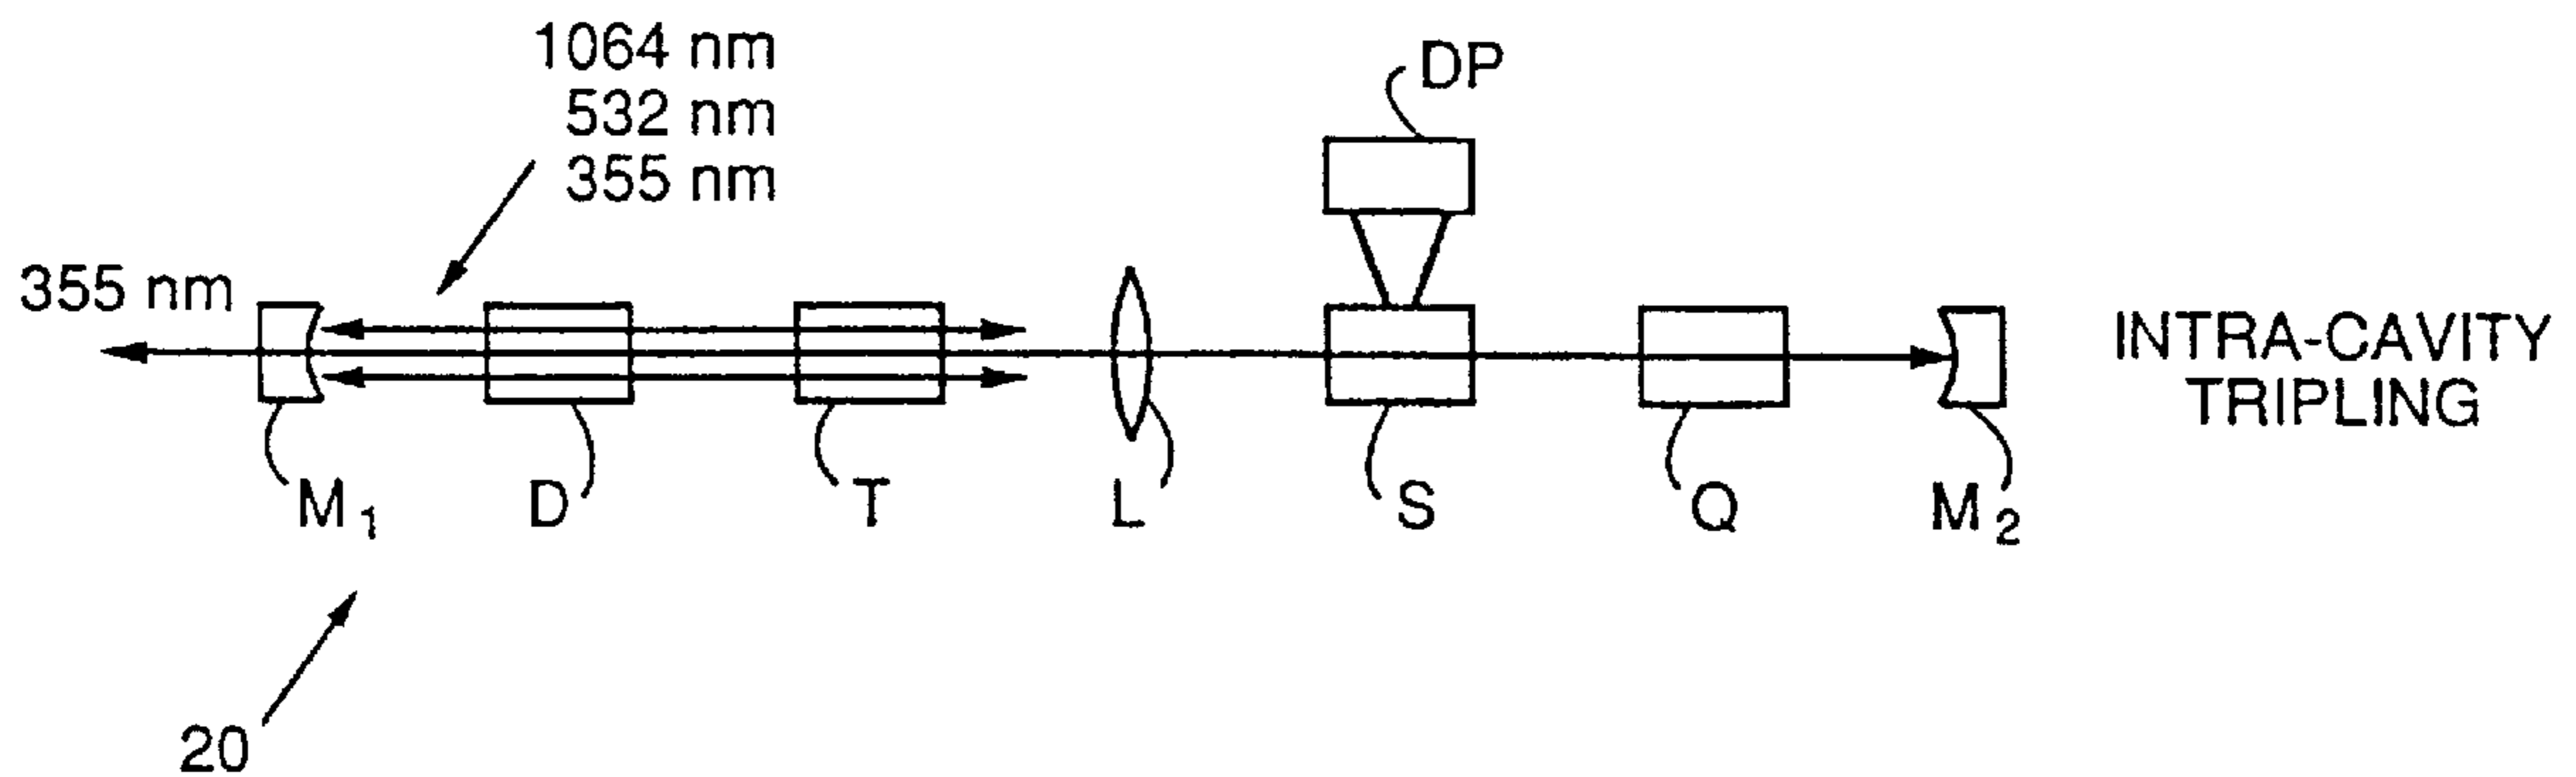 1064 nm
532 nm
355 nm
DP
355 nm
INTRA-CAVITY
TRIPLING
M1
D
T
L
S
Q
M2
20